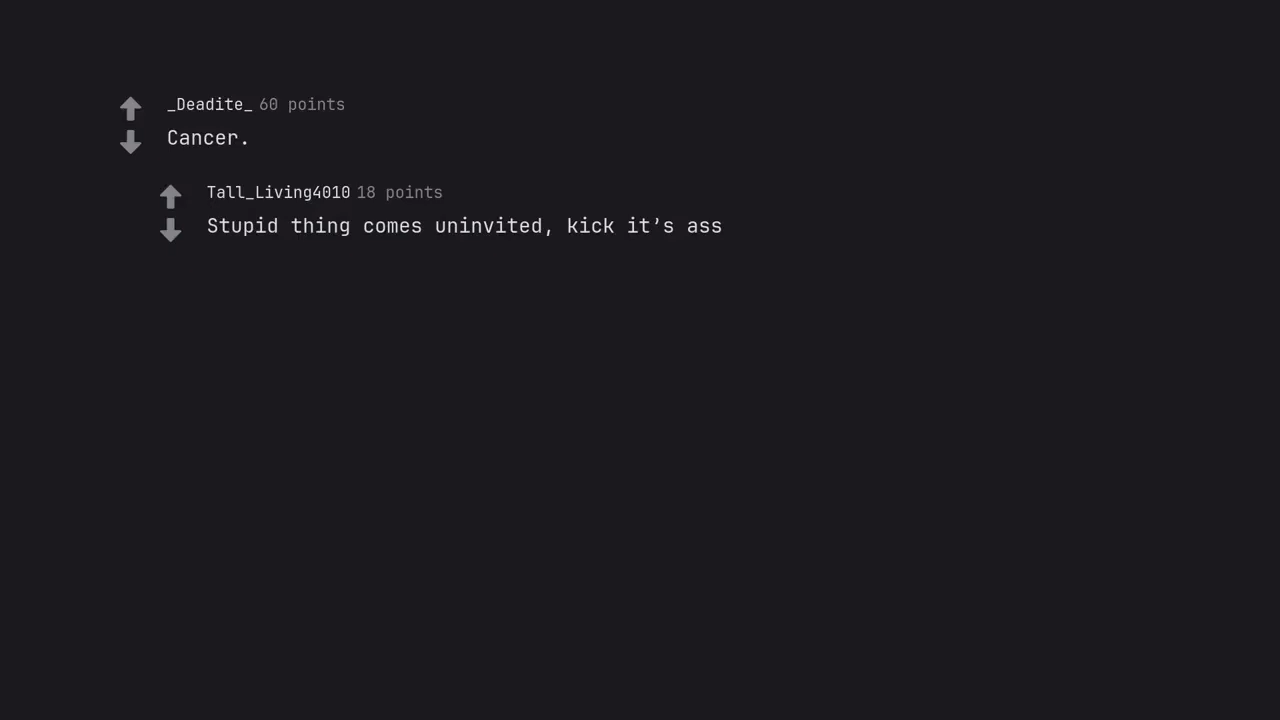 _Deadite_ 60 points
Cancer.
Tall_Living4010 18 points
Stupid thing comes uninvited, kick it’s ass